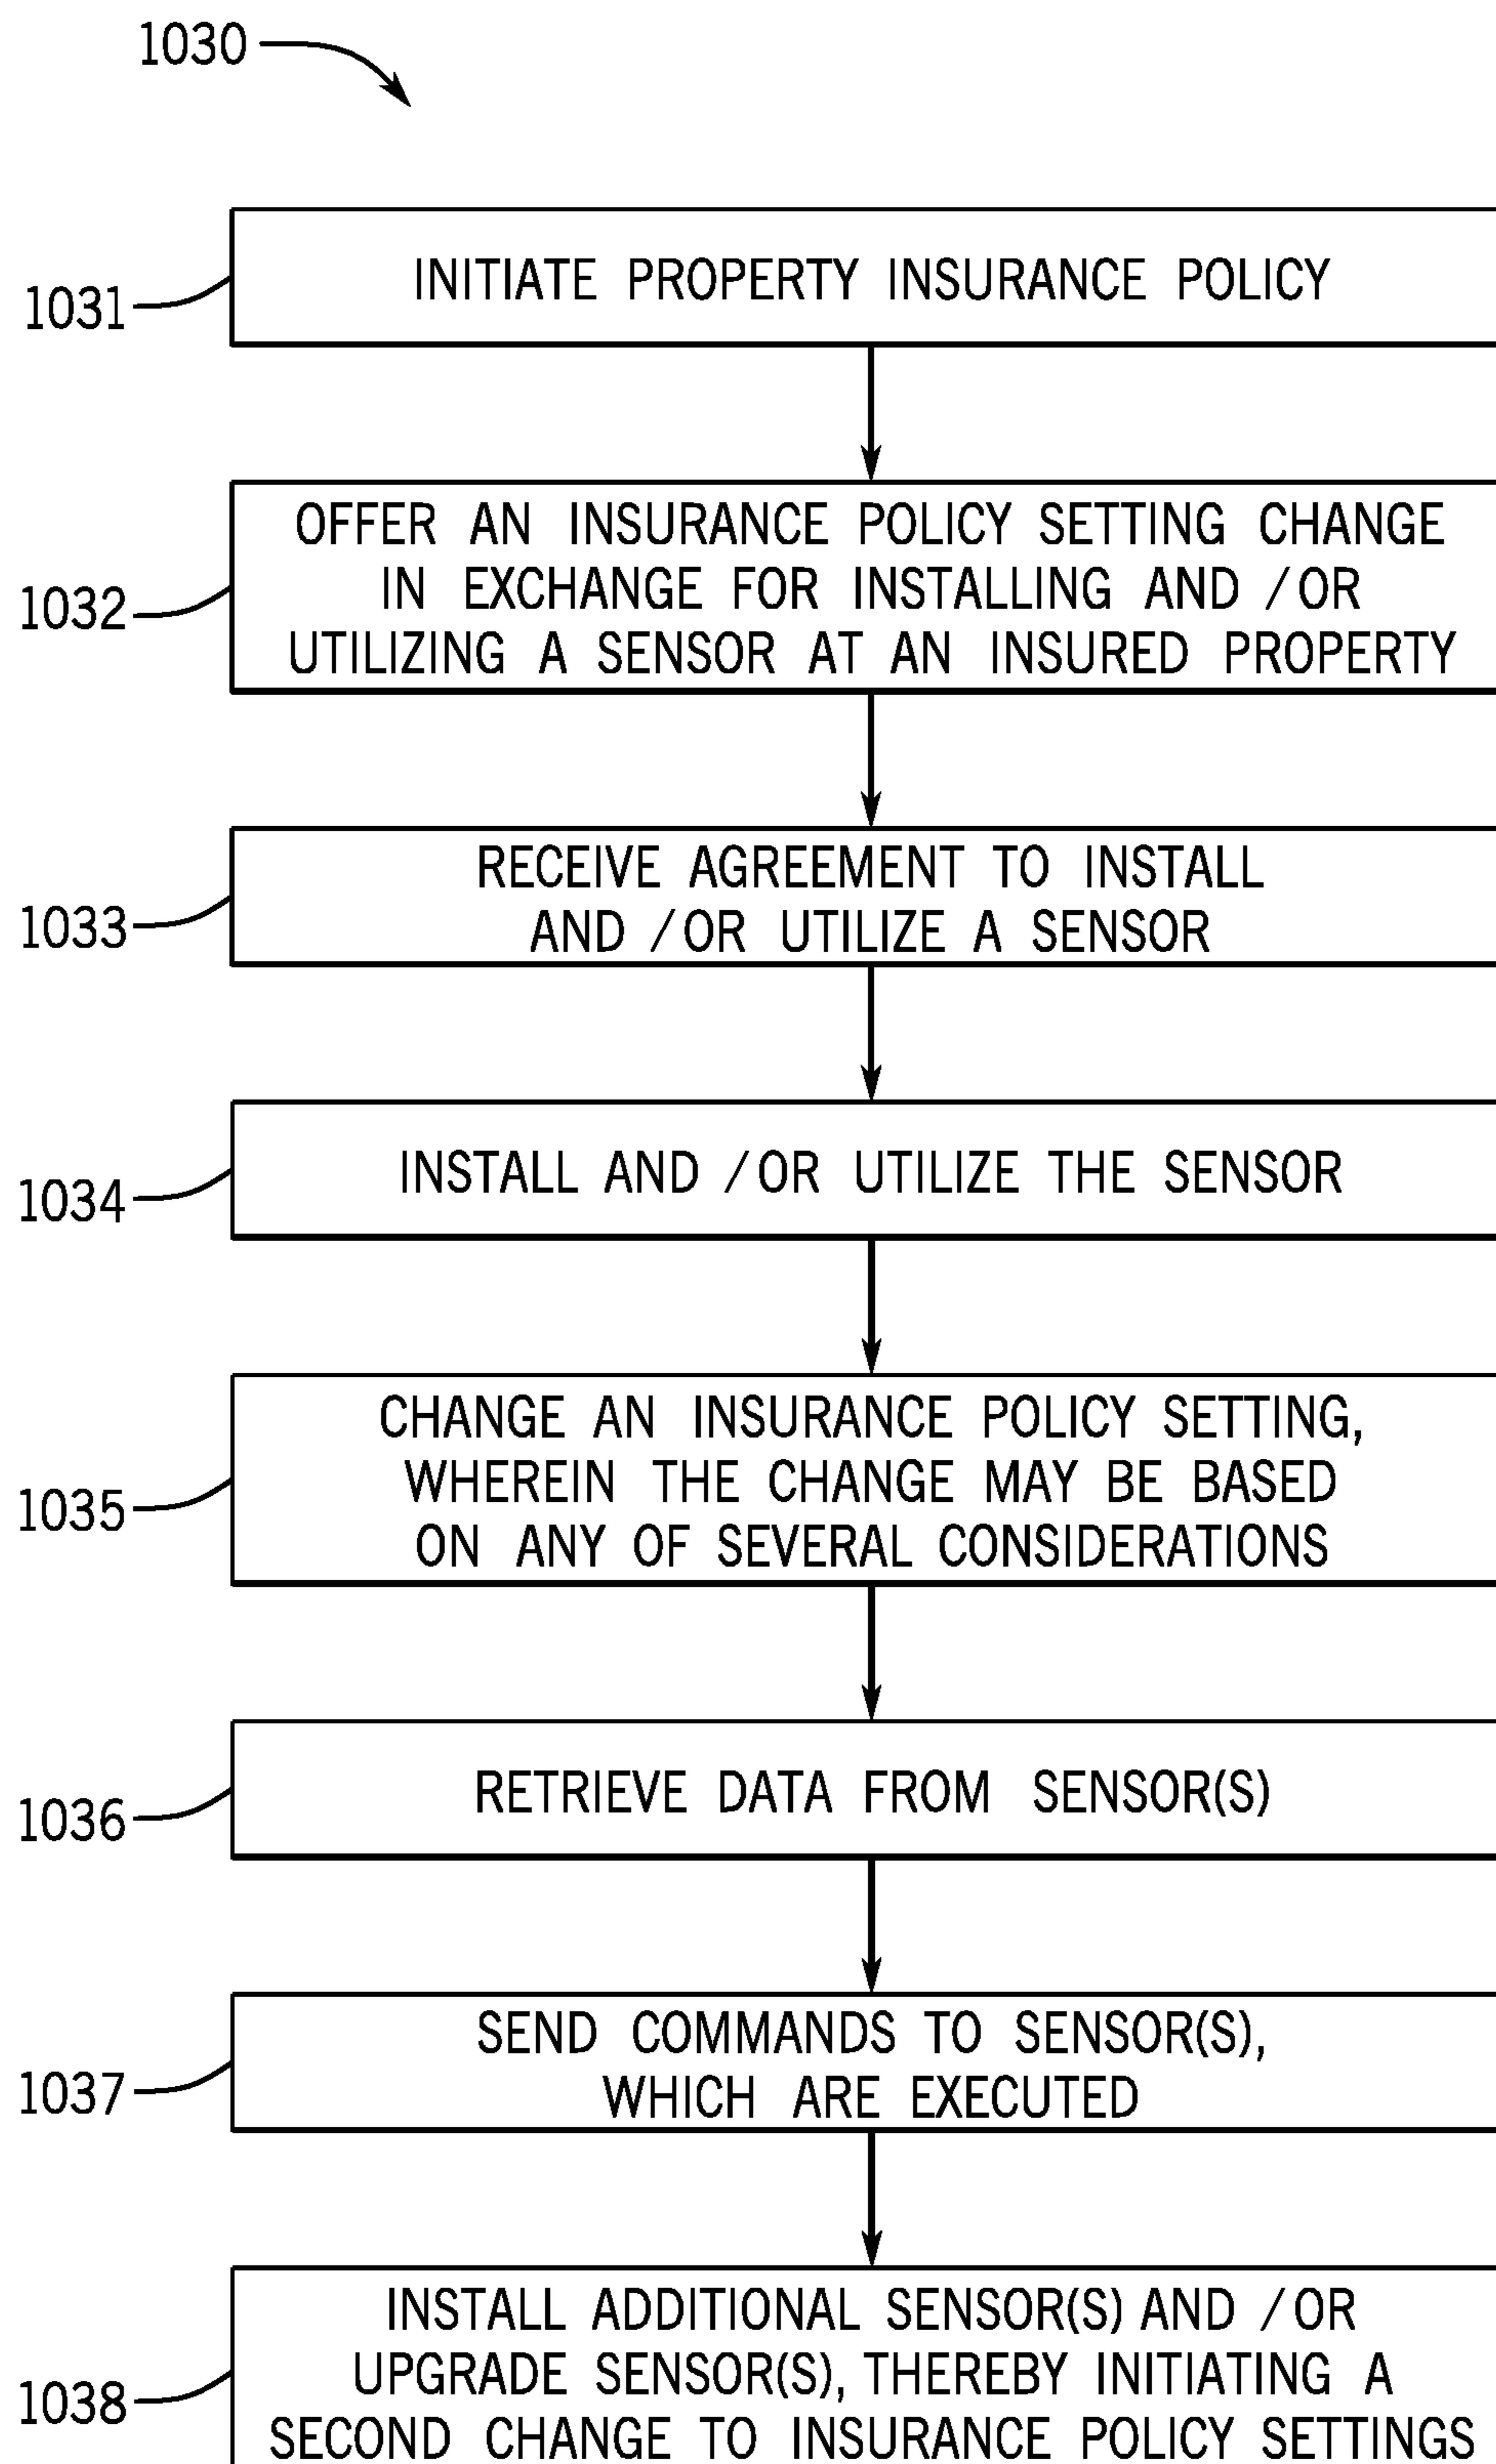 1030
1031
INITIATE PROPERTY INSURANCE POLICY
1032
OFFER AN INSURANCE POLICY SETTING CHANGE
IN EXCHANGE FOR INSTALLING AND /OR
UTILIZING A SENSOR AT AN INSURED PROPERTY
1033
RECEIVE AGREEMENT TO INSTALL
AND /OR UTILIZE A SENSOR
1034
INSTALL AND /OR UTILIZE THE SENSOR
1035
CHANGE AN INSURANCE POLICY SETTING,
WHEREIN THE CHANGE MAY BE BASED
ON ANY OF SEVERAL CONSIDERATIONS
1036
RETRIEVE DATA FROM SENSOR(S)
1037
SEND COMMANDS TO SENSOR(S),
WHICH ARE EXECUTED
1038
INSTALL ADDITIONAL SENSOR(S) AND /OR
UPGRADE SENSOR(S), THEREBY INITIATING A
SECOND CHANGE TO INSURANCE POLICY SETTINGS